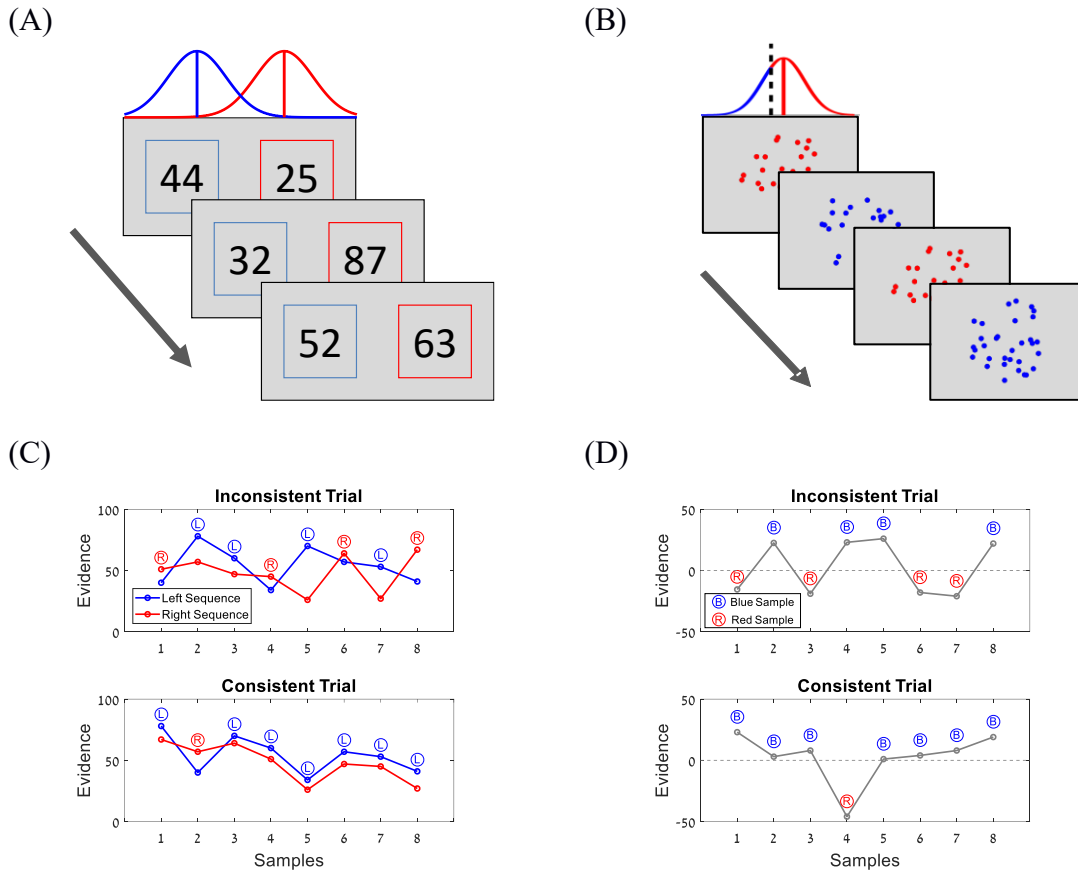 (A)
44 25
32 87
52 63
(B)
(C)
Inconsistent Trial
Evidence
100
50
0
R L L R L R L R
Left Sequence
Right Sequence
1 2 3 4 5 6 7 8
Consistent Trial
Evidence
100
50
0
L R L L L L L L
1 2 3 4 5 6 7 8
Samples
(D)
Inconsistent Trial
Evidence
50
0
-50
R B R B B R R B
B Blue Sample
R Red Sample
1 2 3 4 5 6 7 8
Consistent Trial
Evidence
50
0
-50
B B B R B B B B
1 2 3 4 5 6 7 8
Samples